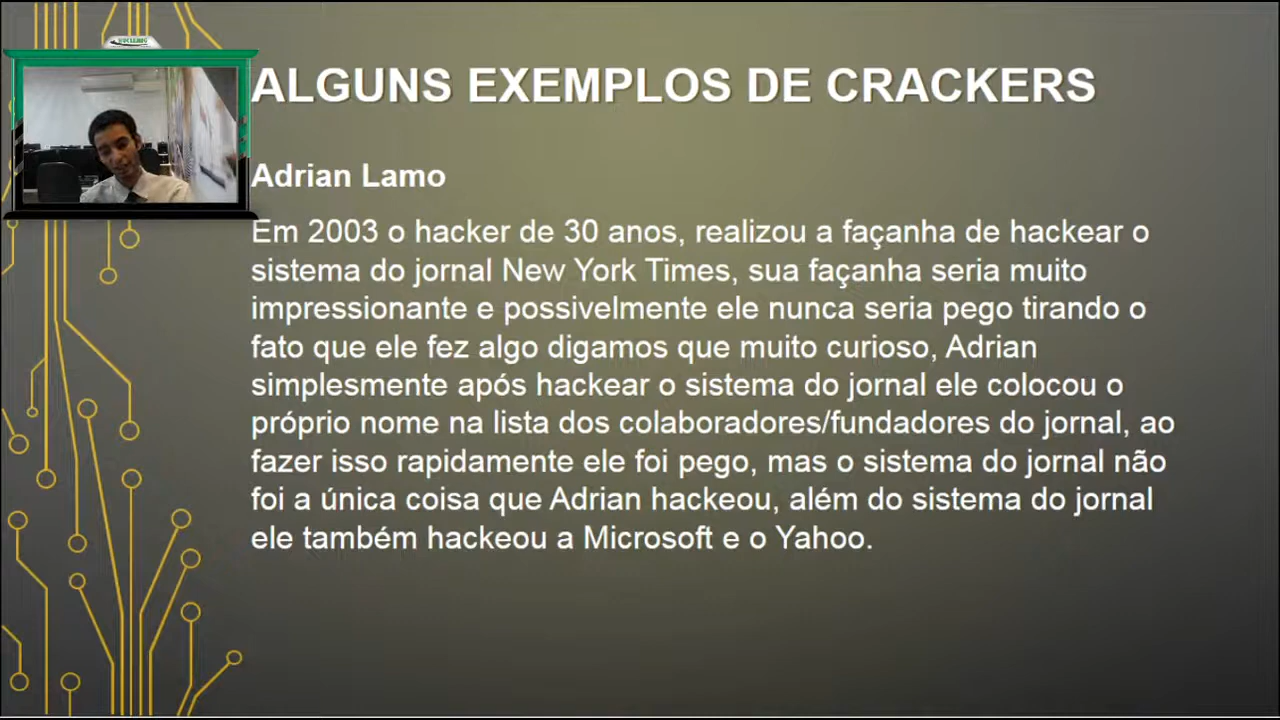 ALGUNS EXEMPLOS DE CRACKERS
Adrian Lamo
Em 2003 o hacker de 30 anos, realizou a façanha de hackear o
sistema do jornal New York Times, sua façanha seria muito
impressionante e possivelmente ele nunca seria pego tirando o
fato que ele fez algo digamos que muito curioso, Adrian
simplesmente após hackear o sistema do jornal ele colocou o
próprio nome na lista dos colaboradores/fundadores do jornal, ao
fazer isso rapidamente ele foi pego, mas o sistema do jornal não
foi a única coisa que Adrian hackeou, além do sistema do jornal
ele também hackeou a Microsoft e o Yahoo.